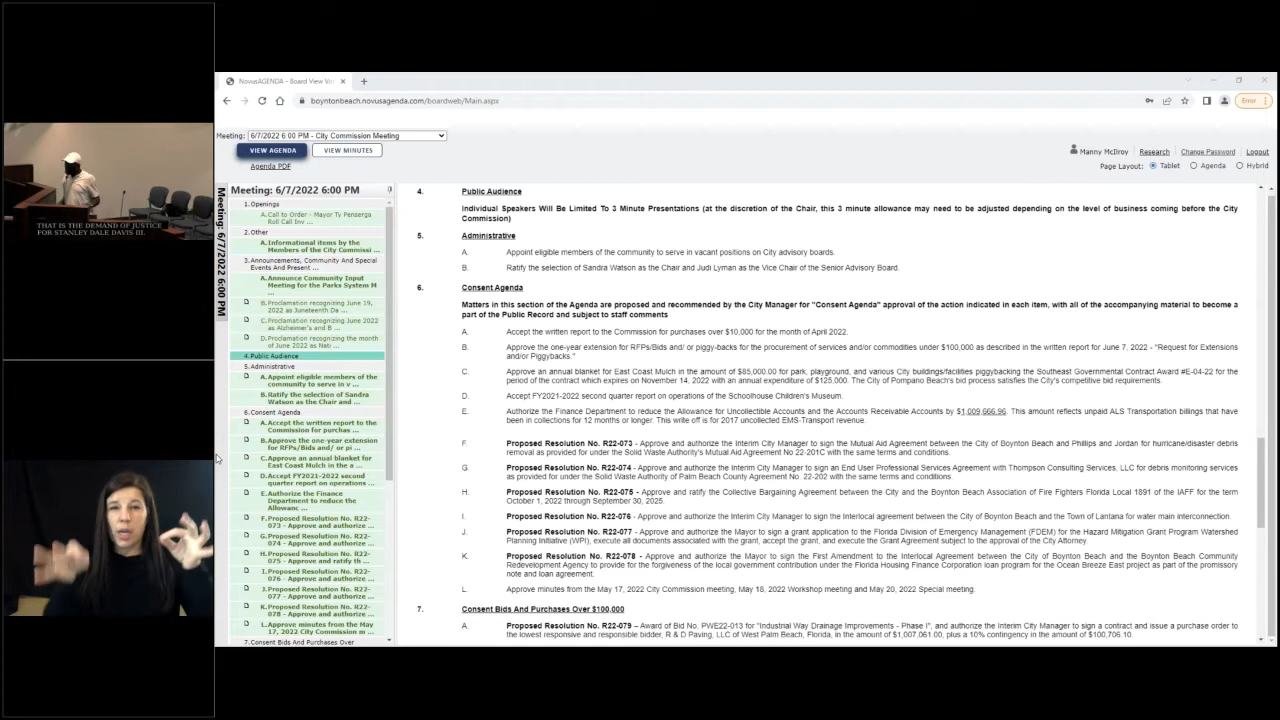 NovusAGENDA - Board View Ve
boyntonbeach.novusagenda.com/boardweb/Main.aspx
Error
Meeting: 6/7/2022 6:00 PM - City Commission Meeting
VIEW AGENDA VIEW MINUTES
Agenda PDF
Manny McIlroy Research Change Password Logout
Page Layout: Tablet Agenda Hybrid
THAT IS THE DEMAND OF JUSTICE
FOR STANLEY DALE DAVIS III.
Meeting: 6/7/2022 6:00 PM
Meeting: 6/7/2022 6:00 PM
1.Openings
A.Call to Order - Mayor Ty Penserga
Roll Call Inv ...
2.Other
A.Informational items by the
Members of the City Commissi ...
3.Announcements, Community And Special
Events And Present ...
A.Announce Community Input
Meeting for the Parks System M
...
B.Proclamation recognizing June 19,
2022 as Juneteenth Da ...
C.Proclamation recognizing June 2022
as Alzheimer's and B ...
D.Proclamation recognizing the month
of June 2022 as Nati ...
4.Public Audience
5.Administrative
A.Appoint eligible members of the
community to serve in v ...
B.Ratify the selection of Sandra
Watson as the Chair and ...
6.Consent Agenda
A.Accept the written report to the
Commission for purchas ...
B.Approve the one-year extension
for RFPs/Bids and/ or pi ...
C.Approve an annual blanket for
East Coast Mulch in the a ...
D.Accept FY2021-2022 second
quarter report on operations ...
E.Authorize the Finance
Department to reduce the
Allowanc ...
F.Proposed Resolution No. R22-
073 - Approve and authorize ...
G.Proposed Resolution No. R22-
074 - Approve and authorize ...
H.Proposed Resolution No. R22-
075 - Approve and ratify th ...
I.Proposed Resolution No. R22-
076 - Approve and authorize ...
J.Proposed Resolution No. R22-
077 - Approve and authorize ...
K.Proposed Resolution No. R22-
078 - Approve and authorize ...
L.Approve minutes from the May
17, 2022 City Commission m ...
7.Consent Bids And Purchases Over
4. Public Audience
Individual Speakers Will Be Limited To 3 Minute Presentations (at the discretion of the Chair, this 3 minute allowance may need to be adjusted depending on the level of business coming before the City
Commission)
5. Administrative
A. Appoint eligible members of the community to serve in vacant positions on City advisory boards.
B. Ratify the selection of Sandra Watson as the Chair and Judi Lyman as the Vice Chair of the Senior Advisory Board.
6. Consent Agenda
Matters in this section of the Agenda are proposed and recommended by the City Manager for "Consent Agenda" approval of the action indicated in each item, with all of the accompanying material to become a
part of the Public Record and subject to staff comments
A. Accept the written report to the Commission for purchases over $10,000 for the month of April 2022.
B. Approve the one-year extension for RFPs/Bids and/ or piggy-backs for the procurement of services and/or commodities under $100,000 as described in the written report for June 7, 2022 - "Request for Extensions
and/or Piggybacks."
C. Approve an annual blanket for East Coast Mulch in the amount of $85,000.00 for park, playground, and various City buildings/facilities piggybacking the Southeast Governmental Contract Award #E-04-22 for the
period of the contract which expires on November 14, 2022 with an annual expenditure of $125,000. The City of Pompano Beach's bid process satisfies the City's competitive bid requirements.
D. Accept FY2021-2022 second quarter report on operations of the Schoolhouse Children's Museum.
E. Authorize the Finance Department to reduce the Allowance for Uncollectible Accounts and the Accounts Receivable Accounts by $1,009,666.96. This amount reflects unpaid ALS Transportation billings that have
been in collections for 12 months or longer. This write off is for 2017 uncollected EMS-Transport revenue.
F. Proposed Resolution No. R22-073 - Approve and authorize the Interim City Manager to sign the Mutual Aid Agreement between the City of Boynton Beach and Phillips and Jordan for hurricane/disaster debris
removal as provided for under the Solid Waste Authority's Mutual Aid Agreement No 22-201C with the same terms and conditions.
G. Proposed Resolution No. R22-074 - Approve and authorize the Interim City Manager to sign an End User Professional Services Agreement with Thompson Consulting Services, LLC for debris monitoring services
as provided for under the Solid Waste Authority of Palm Beach County Agreement No. 22-202 with the same terms and conditions.
H. Proposed Resolution No. R22-075 - Approve and ratify the Collective Bargaining Agreement between the City and the Boynton Beach Association of Fire Fighters Florida Local 1891 of the IAFF for the term
October 1, 2022 through September 30, 2025.
I. Proposed Resolution No. R22-076 - Approve and authorize the Interim City Manager to sign the Interlocal agreement between the City of Boynton Beach and the Town of Lantana for water main interconnection.
J. Proposed Resolution No. R22-077 - Approve and authorize the Mayor to sign a grant application to the Florida Division of Emergency Management (FDEM) for the Hazard Mitigation Grant Program Watershed
Planning Initiative (WPI), execute all documents associated with the grant, accept the grant, and execute the Grant Agreement subject to the approval of the City Attorney
K. Proposed Resolution No. R22-078 - Approve and authorize the Mayor to sign the First Amendment to the Interlocal Agreement between the City of Boynton Beach and the Boynton Beach Community
Redevelopment Agency to provide for the forgiveness of the local government contribution under the Florida Housing Finance Corporation loan program for the Ocean Breeze East project as part of the promissory
note and loan agreement.
L. Approve minutes from the May 17, 2022 City Commission meeting, May 18, 2022 Workshop meeting and May 20, 2022 Special meeting.
7. Consent Bids And Purchases Over $100,000
A. Proposed Resolution No. R22-079 – Award of Bid No. PWE22-013 for "Industrial Way Drainage Improvements - Phase I", and authorize the Interim City Manager to sign a contract and issue a purchase order to
the lowest responsive and responsible bidder, R & D Paving, LLC of West Palm Beach, Florida, in the amount of $1,007,061.00, plus a 10% contingency in the amount of $100,706.10.